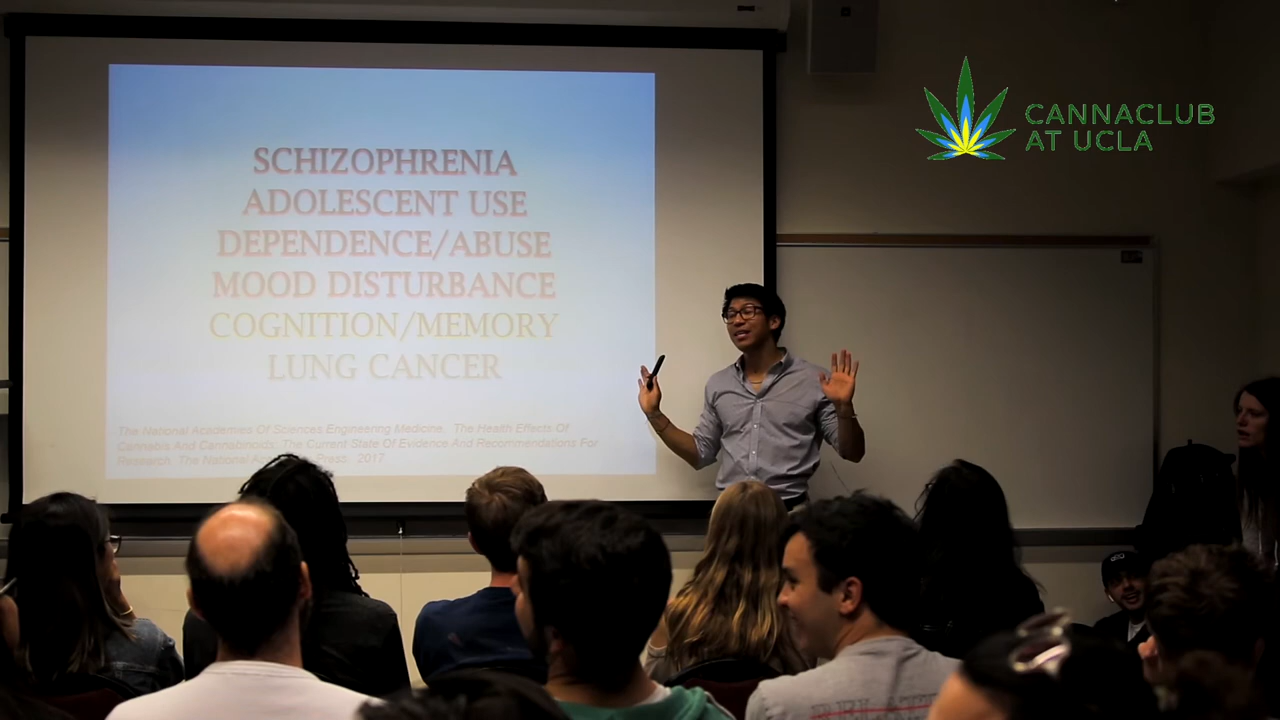 SCHIZOPHRENIA
ADOLESCENT USE
DEPENDENCE/ABUSE
MOOD DISTURBANCE
COGNITION/MEMORY
LUNG CANCER
The National Academies Of Sciences Engineering Medicine. The Health Effects Of
Cannabis And Cannabinoids: The Current State Of Evidence And Recommendations For
Research. The National Press. 2017
CANNACLUB
AT UCLA